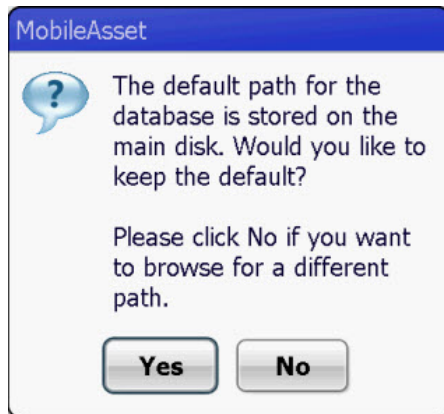 MobileAsset
The default path for the
database is stored on the
main disk. Would you like to
keep the default?
Please click No if you want
to browse for a different
path.
Yes No